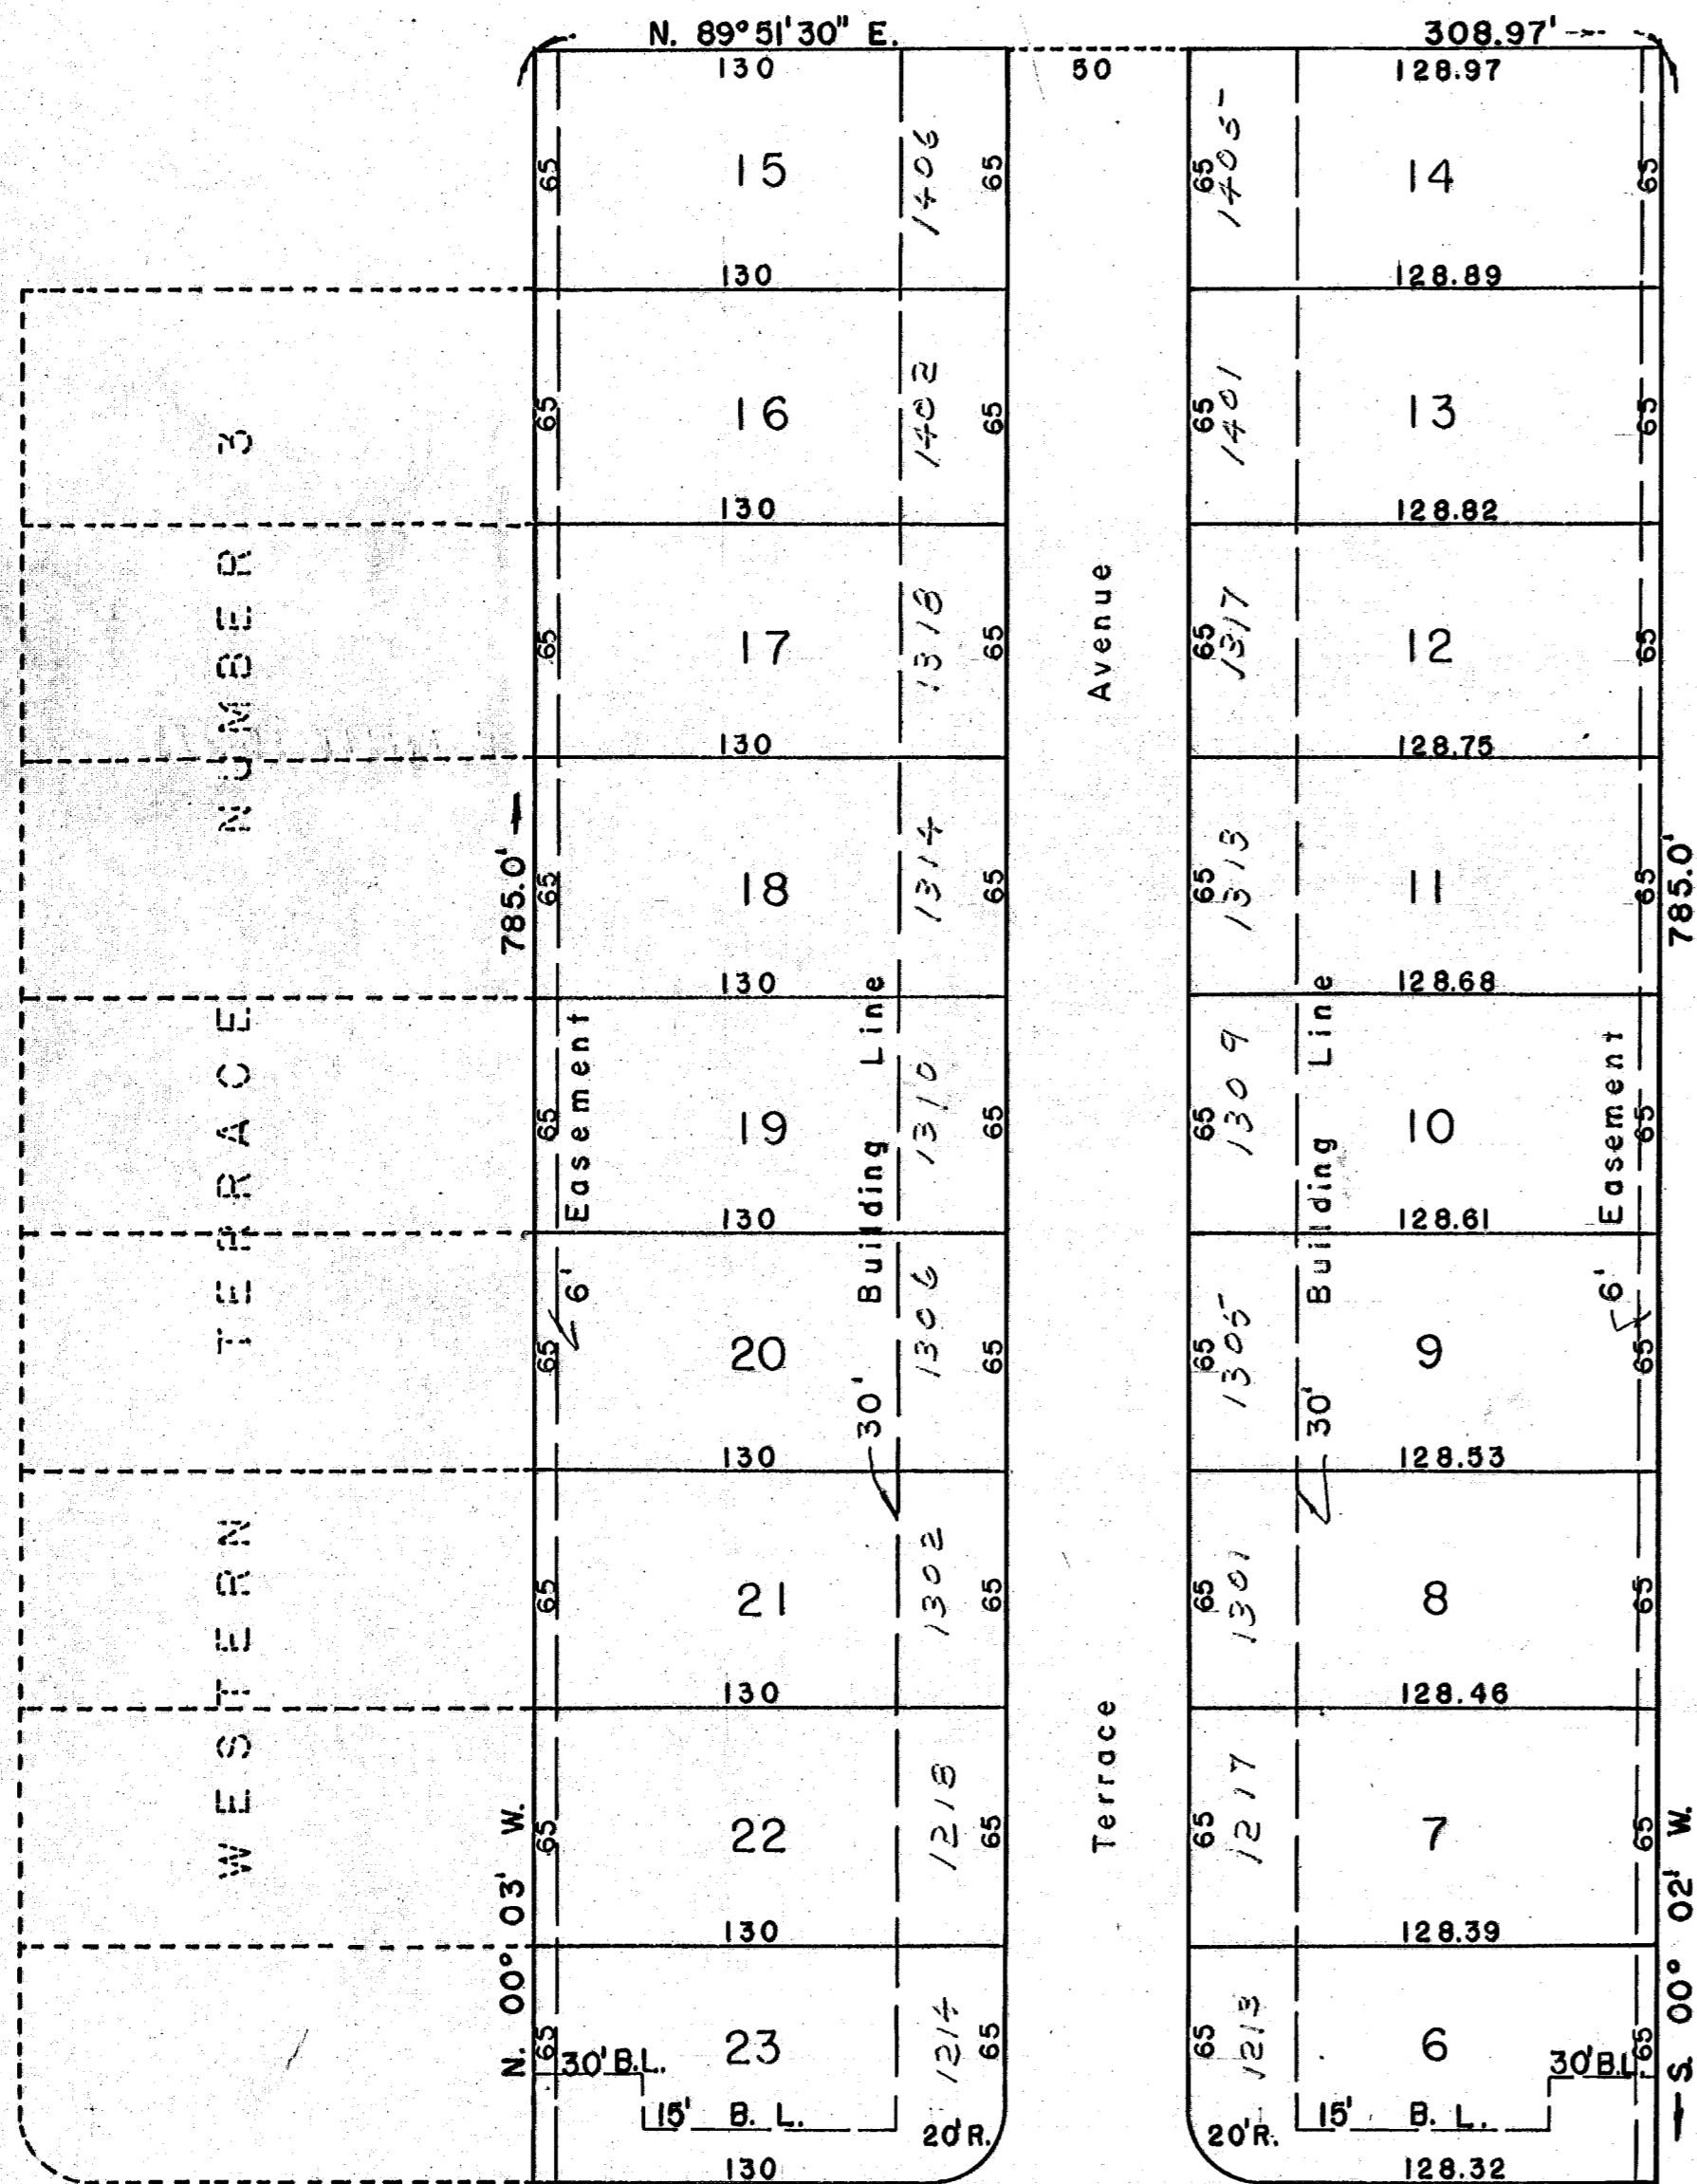 N. 89° 51' 30" E. 308.97'
130 50 128.97
65 15 1406 65 65 1405 14 65
130 128.89
65 16 1402 65 65 1401 13 65
130 128.82
65 17 1318 65 65 1317 12 65
130 128.75
65 18 1314 65 65 1313 11 65
130 128.68
65 19 1310 65 65 1309 10 65
130 128.61
65 20 1306 65 65 1305 9 65
130 128.53
65 21 1302 65 65 1301 8 65
130 128.46
65 22 1218 65 65 1217 7 65
130 128.39
65 23 1214 65 65 1213 6 65
30' B.L. 30' B.L.
15' B. L. 15' B. L.
20' R. 20' R.
130 128.32
WESTERN TERRACE NUMBER 3
N. 00° 03' W. 785.0'
6' Easement
30' Building Line
Terrace Avenue
30' Building Line
6' Easement
S. 00° 02' W. 785.0'